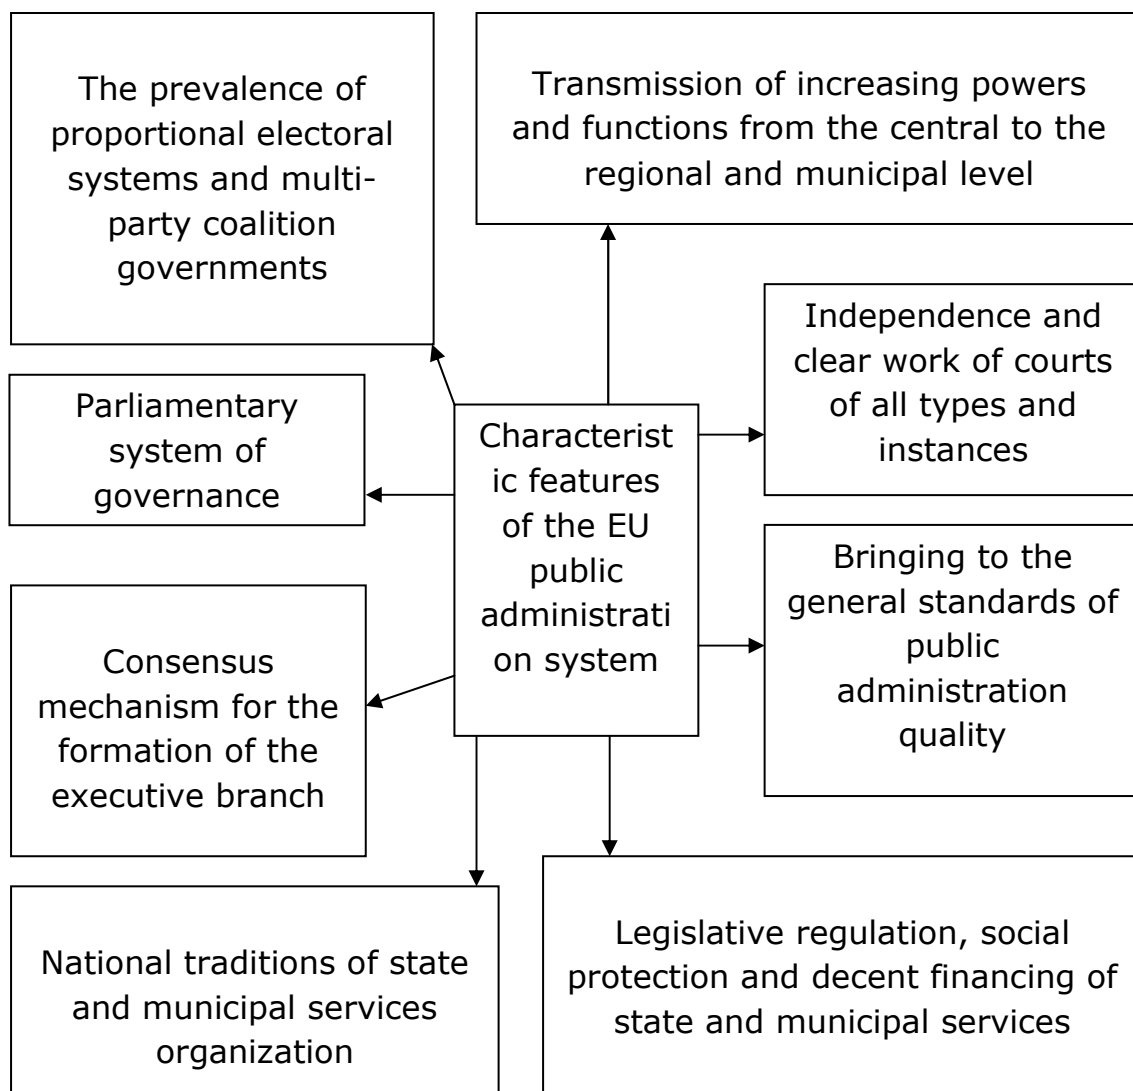 The prevalence of
proportional electoral
systems and multi-
party coalition
governments
Transmission of increasing powers
and functions from the central to the
regional and municipal level
Independence and
clear work of courts
of all types and
instances
Parliamentary
system of
governance
Characterist
ic features
of the EU
public
administrati
on system
Bringing to the
general standards of
public
administration
quality
Consensus
mechanism for the
formation of the
executive branch
National traditions of state
and municipal services
organization
Legislative regulation, social
protection and decent financing of
state and municipal services